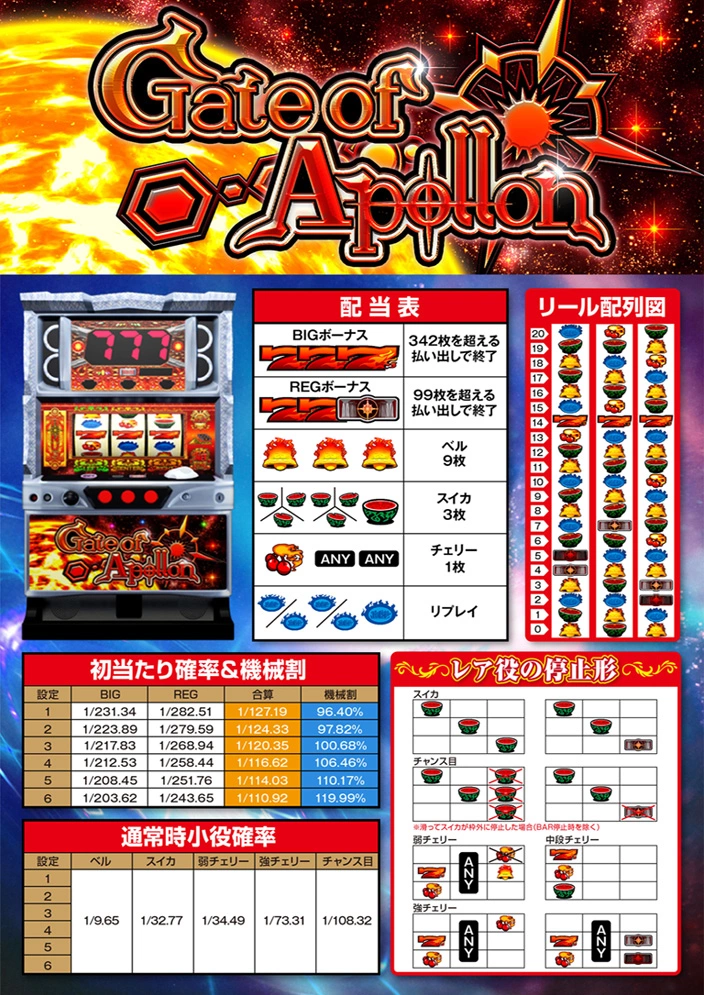 Gate of
Apollon
777
Gate of
Apollon
配当表
BIGボーナス
342枚を超える
払い出しで終了
REGボーナス
99枚を超える
払い出しで終了
ベル
9枚
スイカ
3枚
ANY ANY
チェリー
1枚
リプレイ
リール配列図
20
19
18
17
16
15
14
13
12
11
10
9
8
7
6
5
4
3
2
1
0
初当たり確率&機械割
設定 BIG REG 合算 機械割
1 1/231.34 1/282.51 1/127.19 96.40%
2 1/223.89 1/279.59 1/124.33 97.82%
3 1/217.83 1/268.94 1/120.35 100.68%
4 1/212.53 1/258.44 1/116.62 106.46%
5 1/208.45 1/251.76 1/114.03 110.17%
6 1/203.62 1/243.65 1/110.92 119.99%
通常時小役確率
設定 ベル スイカ 弱チェリー 強チェリー チャンス目
1
2
3
4
5
6
1/9.65 1/32.77 1/34.49 1/73.31 1/108.32
レア役の停止形
スイカ
チャンス目
※滑ってスイカが枠外に停止した場合(BAR停止時を除く)
弱チェリー
ANY
中段チェリー
強チェリー
ANY
ANY